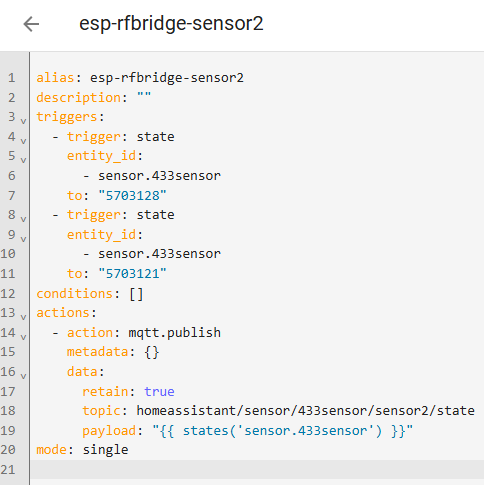 esp-rfbridge-sensor2
1 alias: esp-rfbridge-sensor2
2 description: ""
3 triggers:
4   - trigger: state
5     entity_id:
6       - sensor.433sensor
7     to: "5703128"
8   - trigger: state
9     entity_id:
10       - sensor.433sensor
11     to: "5703121"
12 conditions: []
13 actions:
14   - action: mqtt.publish
15     metadata: {}
16     data:
17       retain: true
18       topic: homeassistant/sensor/433sensor/sensor2/state
19       payload: "{{ states('sensor.433sensor') }}"
20 mode: single
21